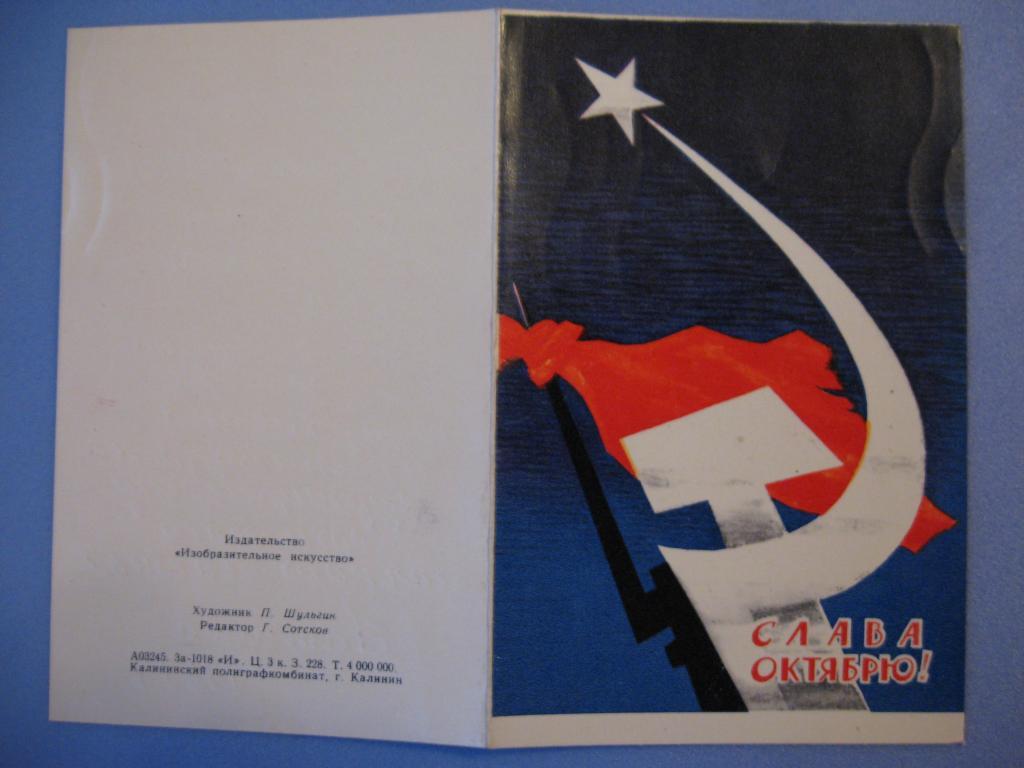 Издательство
«Изобразительное искусство»
Художник П. Шульгин
Редактор Г. Сотсков
А03245. За-1018 «И». Ц. 3 к. З. 228. Т. 4 000 000.
Калининский полиграфкомбинат, г. Калинин
СЛАВА
ОКТЯБРЮ!